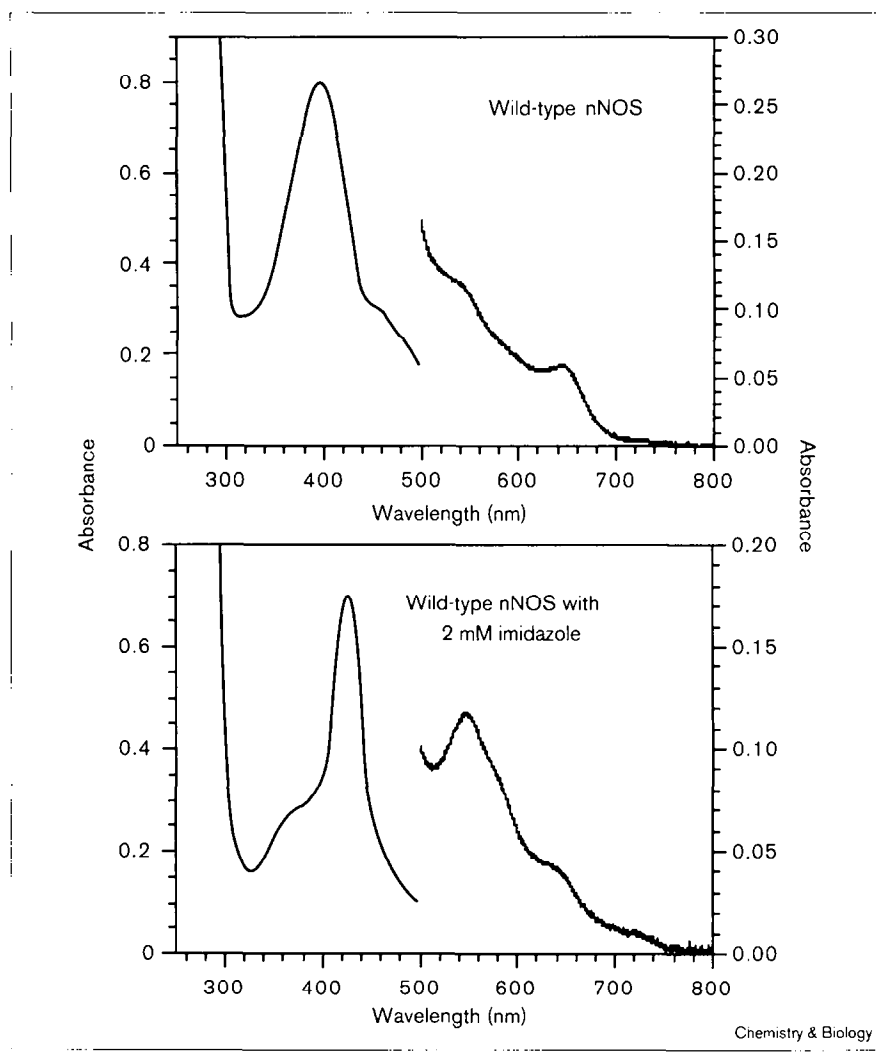 0.8
0.6
0.4
0.2
0
0.30
0.25
0.20
0.15
0.10
0.05
0.00
Wild-type nNOS
300 400 500 600 700 800
Wavelength (nm)
Absorbance
Absorbance
0.8
0.6
0.4
0.2
0
0.20
0.15
0.10
0.05
0.00
Wild-type nNOS with
2 mM imidazole
300 400 500 600 700 800
Wavelength (nm)
Chemistry & Biology